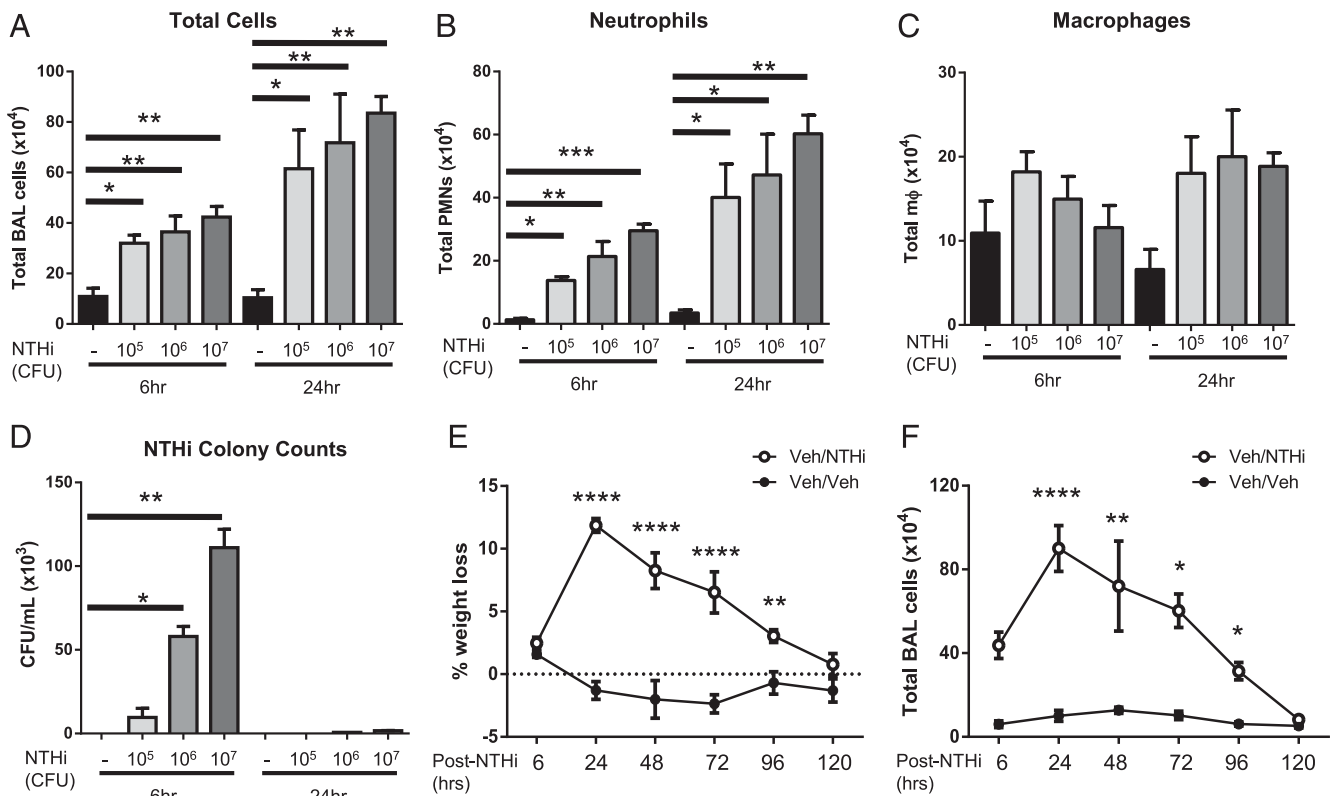 A
Total Cells
**
**
*
**
**
*
Total BAL cells (x10⁴)
100
80
60
40
20
0
NTHi
(CFU)
- 10⁵ 10⁶ 10⁷ - 10⁵ 10⁶ 10⁷
6hr 24hr
B
Neutrophils
**
*
*
***
**
*
Total PMNs (x10⁴)
80
60
40
20
0
NTHi
(CFU)
- 10⁵ 10⁶ 10⁷ - 10⁵ 10⁶ 10⁷
6hr 24hr
C
Macrophages
Total mϕ (x10⁴)
30
20
10
0
NTHi
(CFU)
- 10⁵ 10⁶ 10⁷ - 10⁵ 10⁶ 10⁷
6hr 24hr
D
NTHi Colony Counts
**
*
CFU/mL (x10³)
150
100
50
0
NTHi
(CFU)
- 10⁵ 10⁶ 10⁷ - 10⁵ 10⁶ 10⁷
6hr 24hr
E
Veh/NTHi
Veh/Veh
**** **** **** **
% weight loss
15
10
5
0
-5
Post-NTHi
(hrs)
6 24 48 72 96 120
F
Veh/NTHi
Veh/Veh
**** ** * *
Total BAL cells (x10⁴)
120
80
40
0
Post-NTHi
(hrs)
6 24 48 72 96 120